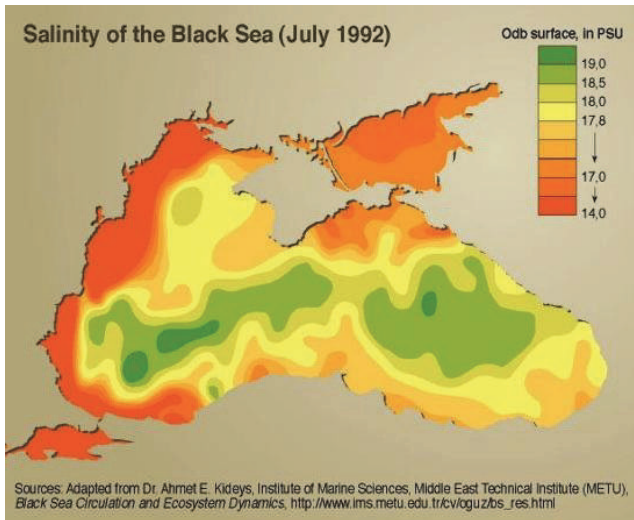 Salinity of the Black Sea (July 1992)
Odb surface, in PSU
19,0
18,5
18,0
17,8
17,0
14,0
Sources: Adapted from Dr. Ahmet E. Kideys, Institute of Marine Sciences, Middle East Technical Institute (METU),
Black Sea Circulation and Ecosystem Dynamics, http://www.ims.metu.edu.tr/cv/oguz/bs_res.html